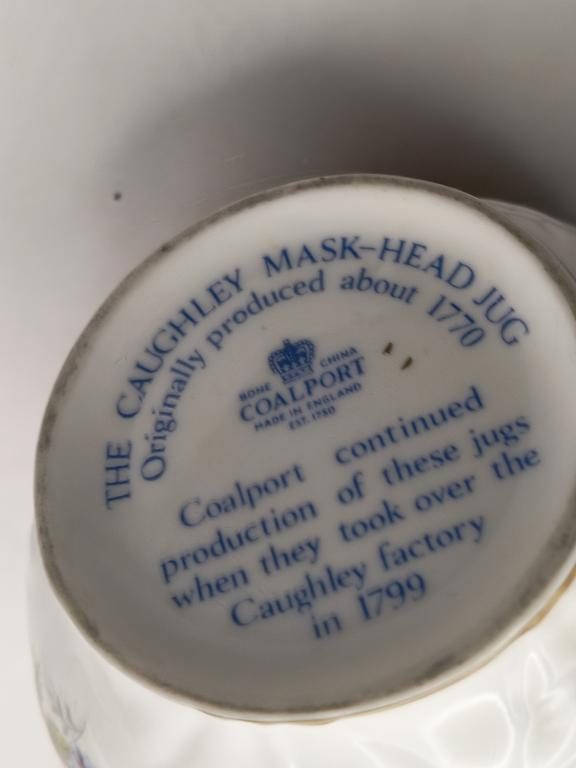 THE CAUGHLEY MASK-HEAD JUG
Originally produced about 1770
BONE CHINA
COALPORT
MADE IN ENGLAND
EST. 1750
Coalport continued
production of these jugs
when they took over the
Caughley factory
in 1799